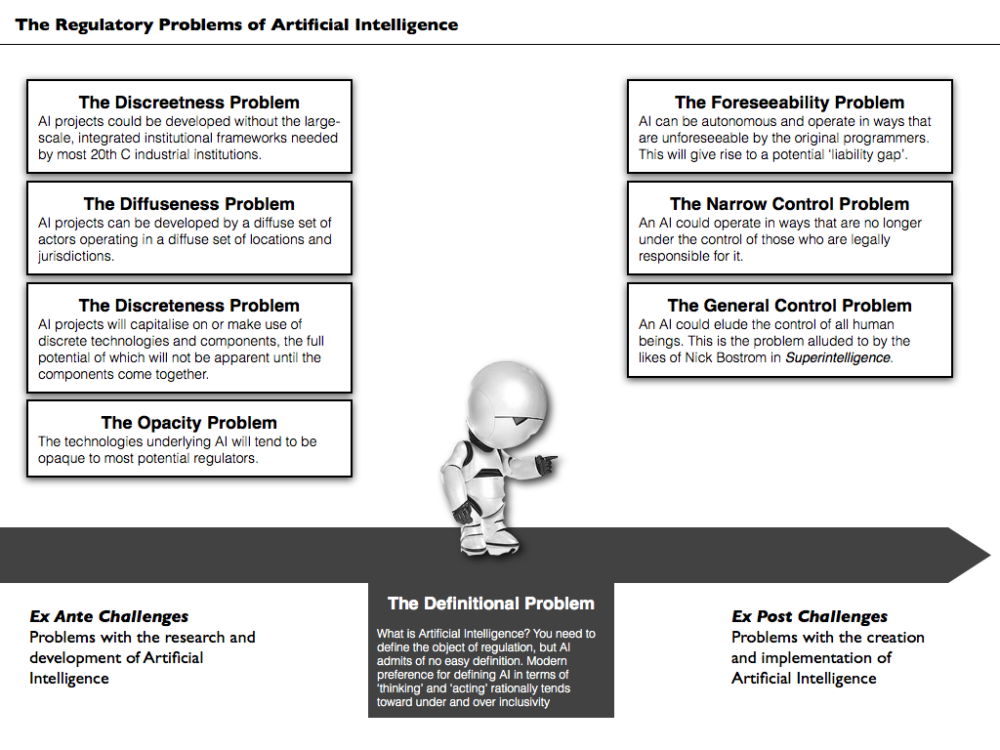 The Regulatory Problems of Artificial Intelligence
The Discreetness Problem
AI projects could be developed without the large-
scale, integrated institutional frameworks needed
by most 20th C industrial institutions.
The Diffuseness Problem
AI projects can be developed by a diffuse set of
actors operating in a diffuse set of locations and
jurisdictions.
The Discreteness Problem
AI projects will capitalise on or make use of
discrete technologies and components, the full
potential of which will not be apparent until the
components come together.
The Opacity Problem
The technologies underlying AI will tend to be
opaque to most potential regulators.
The Foreseeability Problem
AI can be autonomous and operate in ways that
are unforeseeable by the original programmers.
This will give rise to a potential ‘liability gap’.
The Narrow Control Problem
An AI could operate in ways that are no longer
under the control of those who are legally
responsible for it.
The General Control Problem
An AI could elude the control of all human
beings. This is the problem alluded to by the
likes of Nick Bostrom in Superintelligence.
Ex Ante Challenges
Problems with the research and
development of Artificial
Intelligence
The Definitional Problem
What is Artificial Intelligence? You need to
define the object of regulation, but AI
admits of no easy definition. Modern
preference for defining AI in terms of
‘thinking’ and ‘acting’ rationally tends
toward under and over inclusivity
Ex Post Challenges
Problems with the creation
and implementation of
Artificial Intelligence